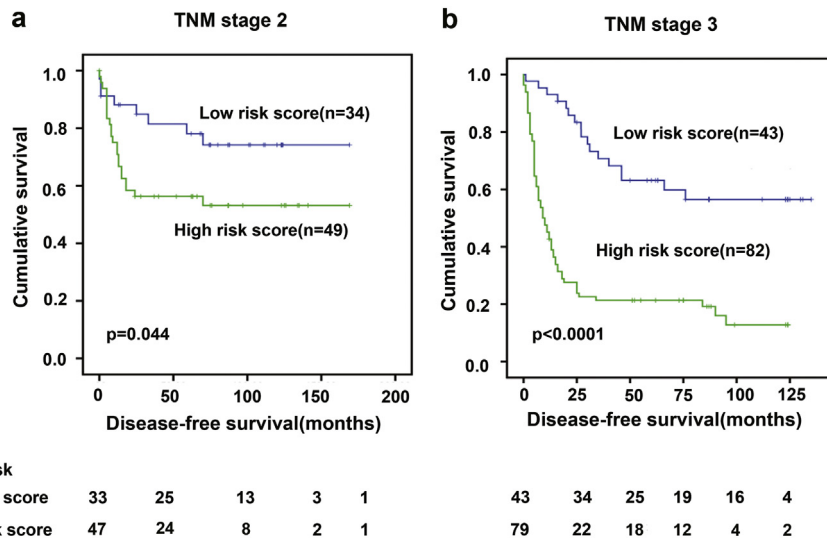 a
TNM stage 2
b
TNM stage 3
Cumulative survival
1.0
0.8
0.6
0.4
0.2
0.0
Low risk score(n=34)
High risk score(n=49)
p=0.044
0 50 100 150 200
Disease-free survival(months)
Cumulative survival
1.0
0.8
0.6
0.4
0.2
0.0
Low risk score(n=43)
High risk score(n=82)
p<0.0001
0 25 50 75 100 125
Disease-free survival(months)
sk
score 33 25 13 3 1 43 34 25 19 16 4
k score 47 24 8 2 1 79 22 18 12 4 2